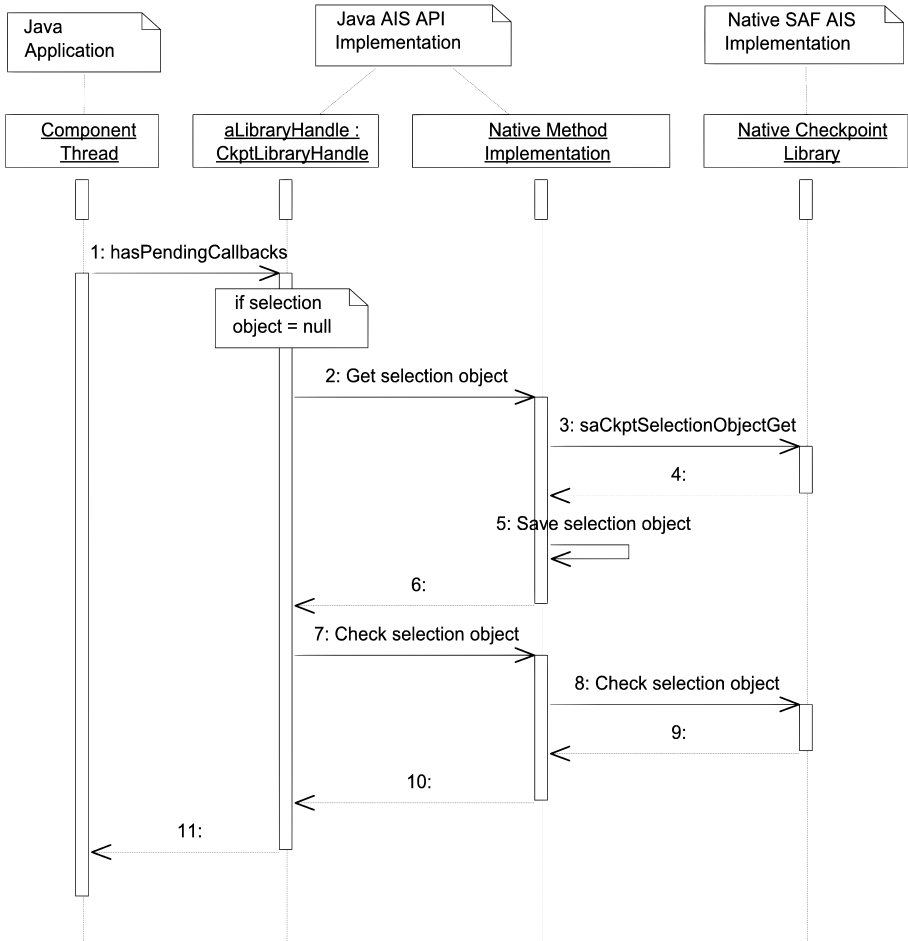 Java
Application
Java AIS API
Implementation
Native SAF AIS
Implementation
Component
Thread
aLibraryHandle :
CkptLibraryHandle
Native Method
Implementation
Native Checkpoint
Library
1: hasPendingCallbacks
if selection
object = null
2: Get selection object
3: saCkptSelectionObjectGet
4:
5: Save selection object
6:
7: Check selection object
8: Check selection object
9:
10:
11: